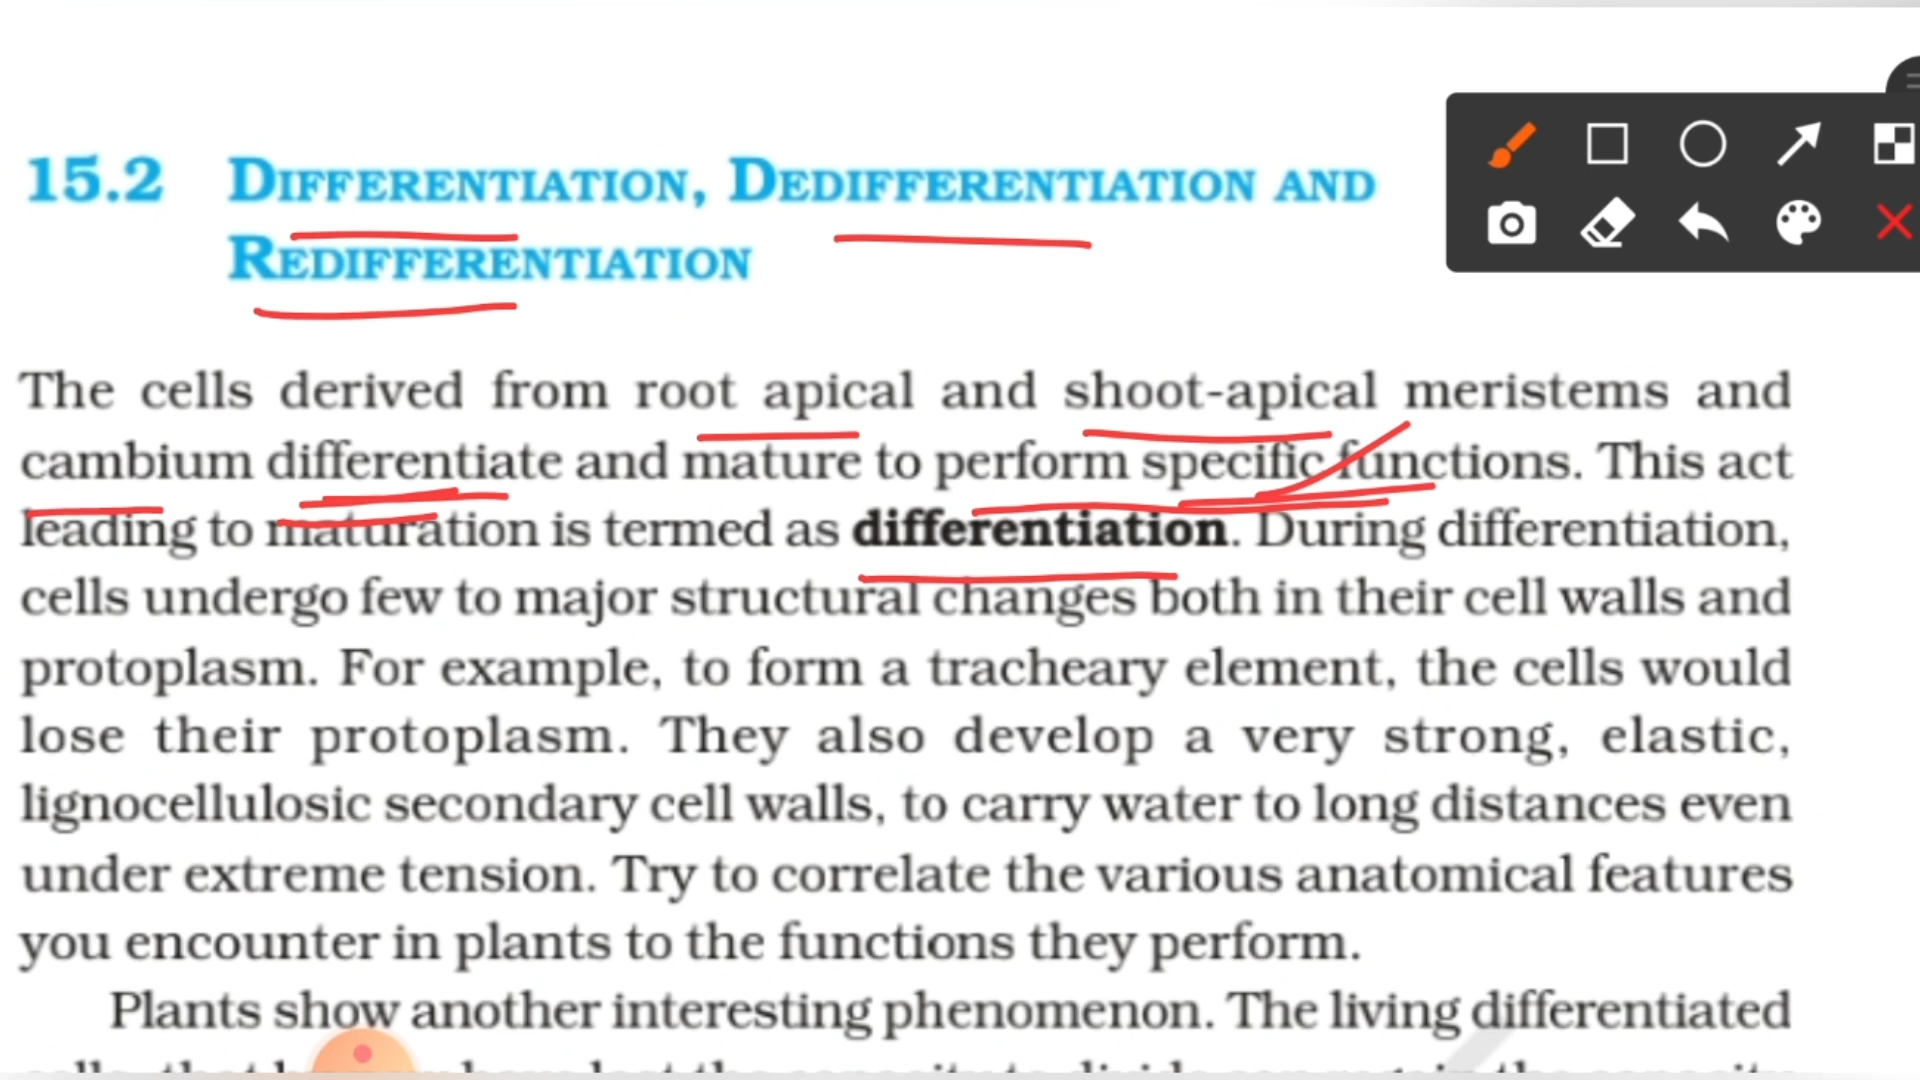 15.2 DIFFERENTIATION, DEDIFFERENTIATION AND
REDIFFERENTIATION
The cells derived from root apical and shoot-apical meristems and
cambium differentiate and mature to perform specific functions. This act
leading to maturation is termed as differentiation. During differentiation,
cells undergo few to major structural changes both in their cell walls and
protoplasm. For example, to form a tracheary element, the cells would
lose their protoplasm. They also develop a very strong, elastic,
lignocellulosic secondary cell walls, to carry water to long distances even
under extreme tension. Try to correlate the various anatomical features
you encounter in plants to the functions they perform.
Plants show another interesting phenomenon. The living differentiated